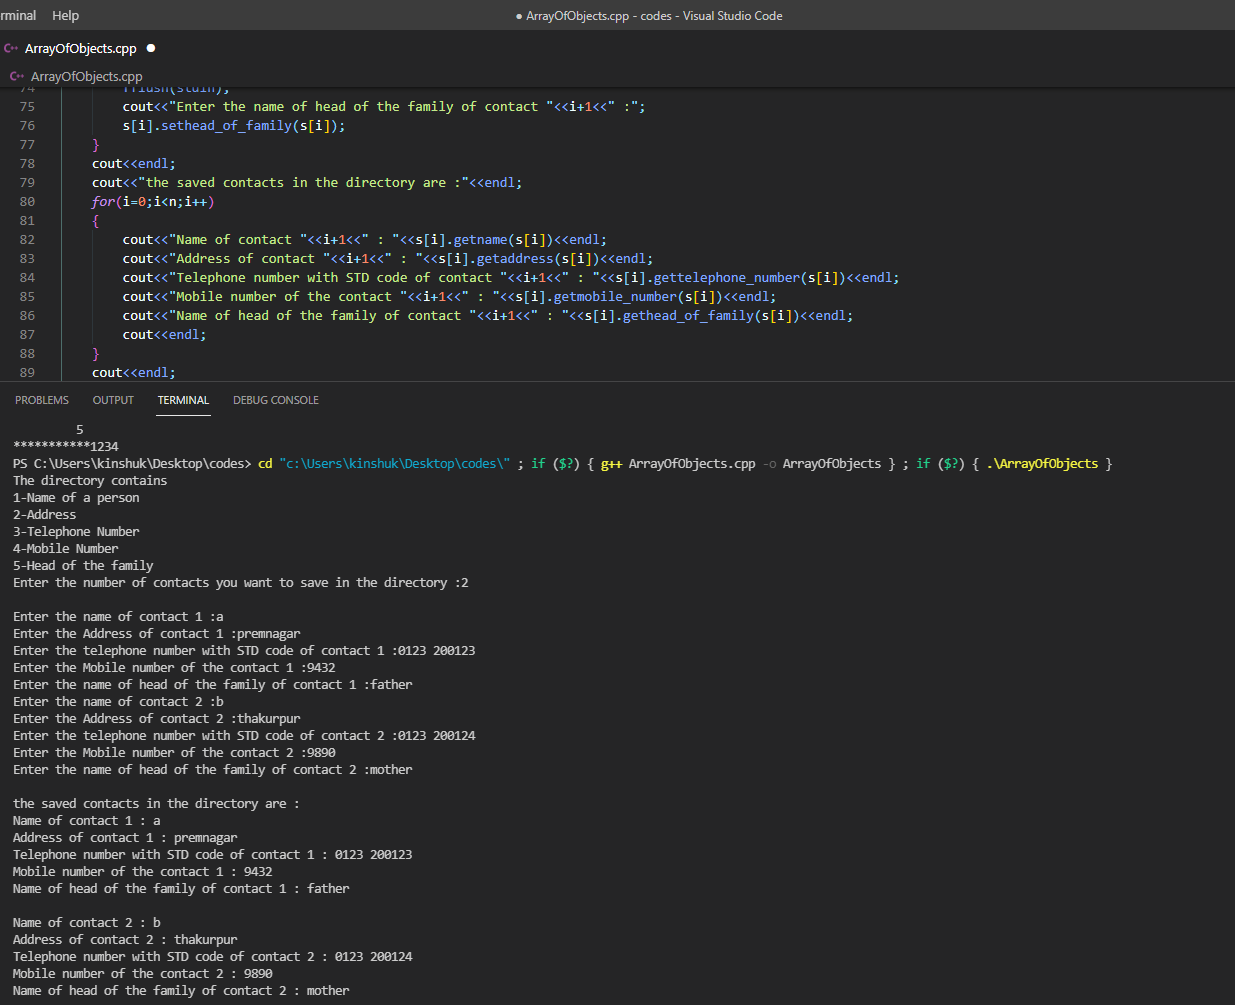 rminal Help ● ArrayOfObjects.cpp - codes - Visual Studio Code
C++ ArrayOfObjects.cpp ●
C++ ArrayOfObjects.cpp
74 fflush(stdin);
75 cout<<"Enter the name of head of the family of contact "<<i+1<<" :";
76 s[i].sethead_of_family(s[i]);
77 }
78 cout<<endl;
79 cout<<"the saved contacts in the directory are :"<<endl;
80 for(i=0;i<n;i++)
81 {
82 cout<<"Name of contact "<<i+1<<" : "<<s[i].getname(s[i])<<endl;
83 cout<<"Address of contact "<<i+1<<" : "<<s[i].getaddress(s[i])<<endl;
84 cout<<"Telephone number with STD code of contact "<<i+1<<" : "<<s[i].gettelephone_number(s[i])<<endl;
85 cout<<"Mobile number of the contact "<<i+1<<" : "<<s[i].getmobile_number(s[i])<<endl;
86 cout<<"Name of head of the family of contact "<<i+1<<" : "<<s[i].gethead_of_family(s[i])<<endl;
87 cout<<endl;
88 }
89 cout<<endl;
PROBLEMS OUTPUT TERMINAL DEBUG CONSOLE
5
***********1234
PS C:\Users\kinshuk\Desktop\codes> cd "c:\Users\kinshuk\Desktop\codes\" ; if ($?) { g++ ArrayOfObjects.cpp -o ArrayOfObjects } ; if ($?) { .\ArrayOfObjects }
The directory contains
1-Name of a person
2-Address
3-Telephone Number
4-Mobile Number
5-Head of the family
Enter the number of contacts you want to save in the directory :2
Enter the name of contact 1 :a
Enter the Address of contact 1 :premnagar
Enter the telephone number with STD code of contact 1 :0123 200123
Enter the Mobile number of the contact 1 :9432
Enter the name of head of the family of contact 1 :father
Enter the name of contact 2 :b
Enter the Address of contact 2 :thakurpur
Enter the telephone number with STD code of contact 2 :0123 200124
Enter the Mobile number of the contact 2 :9890
Enter the name of head of the family of contact 2 :mother
the saved contacts in the directory are :
Name of contact 1 : a
Address of contact 1 : premnagar
Telephone number with STD code of contact 1 : 0123 200123
Mobile number of the contact 1 : 9432
Name of head of the family of contact 1 : father
Name of contact 2 : b
Address of contact 2 : thakurpur
Telephone number with STD code of contact 2 : 0123 200124
Mobile number of the contact 2 : 9890
Name of head of the family of contact 2 : mother